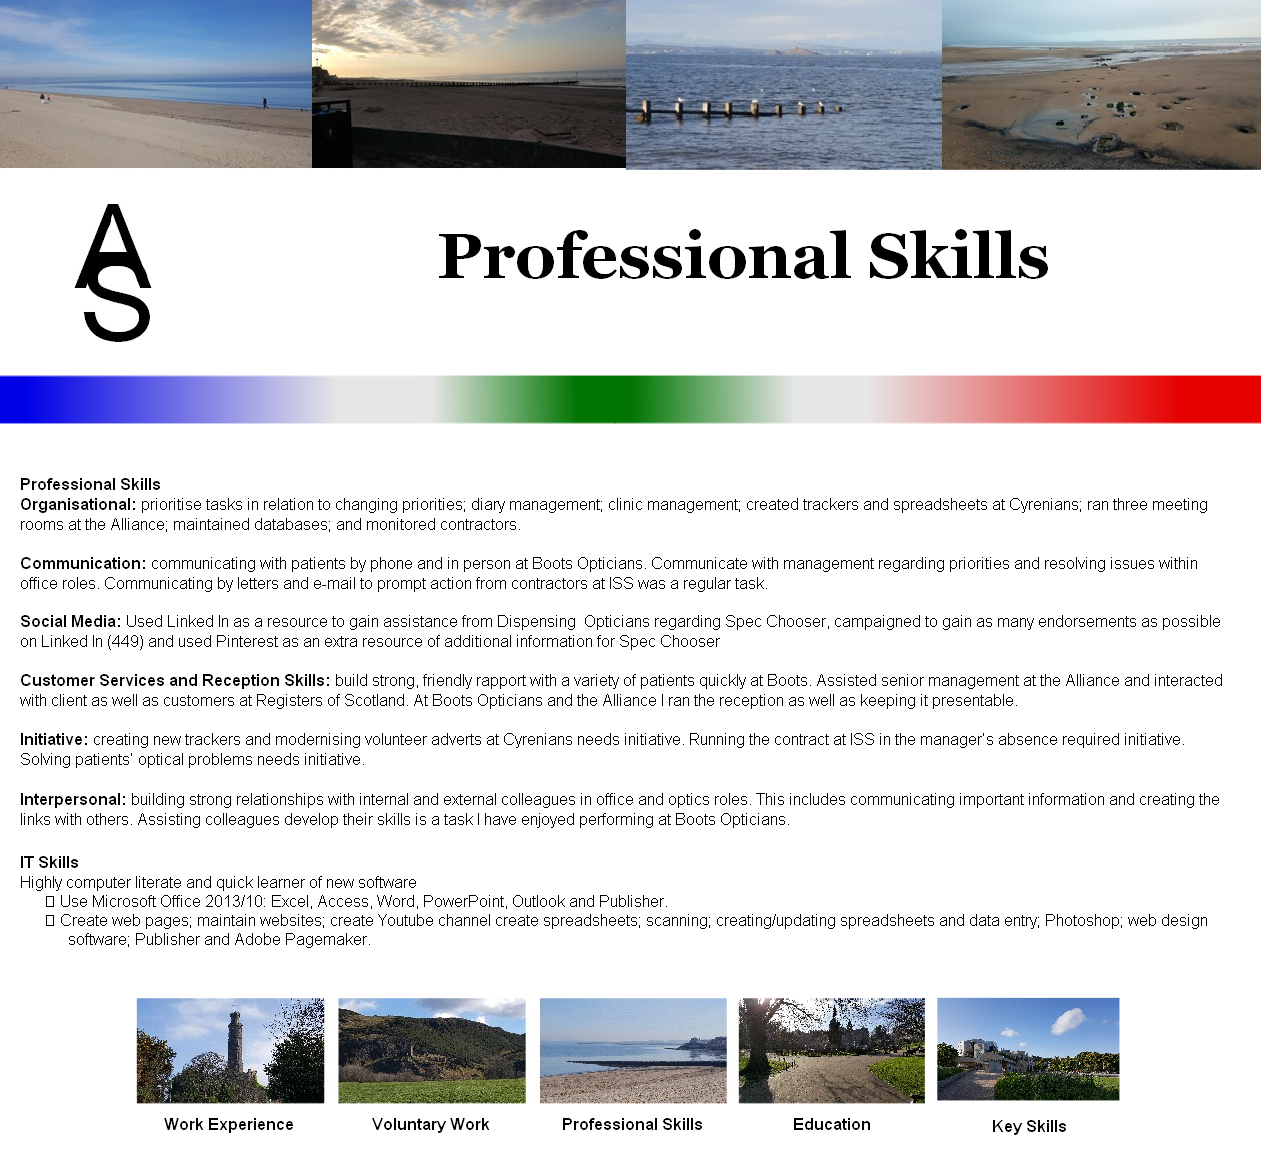 A
S
Professional Skills
Professional Skills
Organisational: prioritise tasks in relation to changing priorities; diary management; clinic management; created trackers and spreadsheets at Cyrenians; ran three meeting
rooms at the Alliance; maintained databases; and monitored contractors.
Communication: communicating with patients by phone and in person at Boots Opticians. Communicate with management regarding priorities and resolving issues within
office roles. Communicating by letters and e-mail to prompt action from contractors at ISS was a regular task.
Social Media: Used Linked In as a resource to gain assistance from Dispensing  Opticians regarding Spec Chooser, campaigned to gain as many endorsements as possible
on Linked In (449) and used Pinterest as an extra resource of additional information for Spec Chooser
Customer Services and Reception Skills: build strong, friendly rapport with a variety of patients quickly at Boots. Assisted senior management at the Alliance and interacted
with client as well as customers at Registers of Scotland. At Boots Opticians and the Alliance I ran the reception as well as keeping it presentable.
Initiative: creating new trackers and modernising volunteer adverts at Cyrenians needs initiative. Running the contract at ISS in the manager's absence required initiative.
Solving patients' optical problems needs initiative.
Interpersonal: building strong relationships with internal and external colleagues in office and optics roles. This includes communicating important information and creating the
links with others. Assisting colleagues develop their skills is a task I have enjoyed performing at Boots Opticians.
IT Skills
Highly computer literate and quick learner of new software
Use Microsoft Office 2013/10: Excel, Access, Word, PowerPoint, Outlook and Publisher.
Create web pages; maintain websites; create Youtube channel create spreadsheets; scanning; creating/updating spreadsheets and data entry; Photoshop; web design
software; Publisher and Adobe Pagemaker.
Work Experience
Voluntary Work
Professional Skills
Education
Key Skills